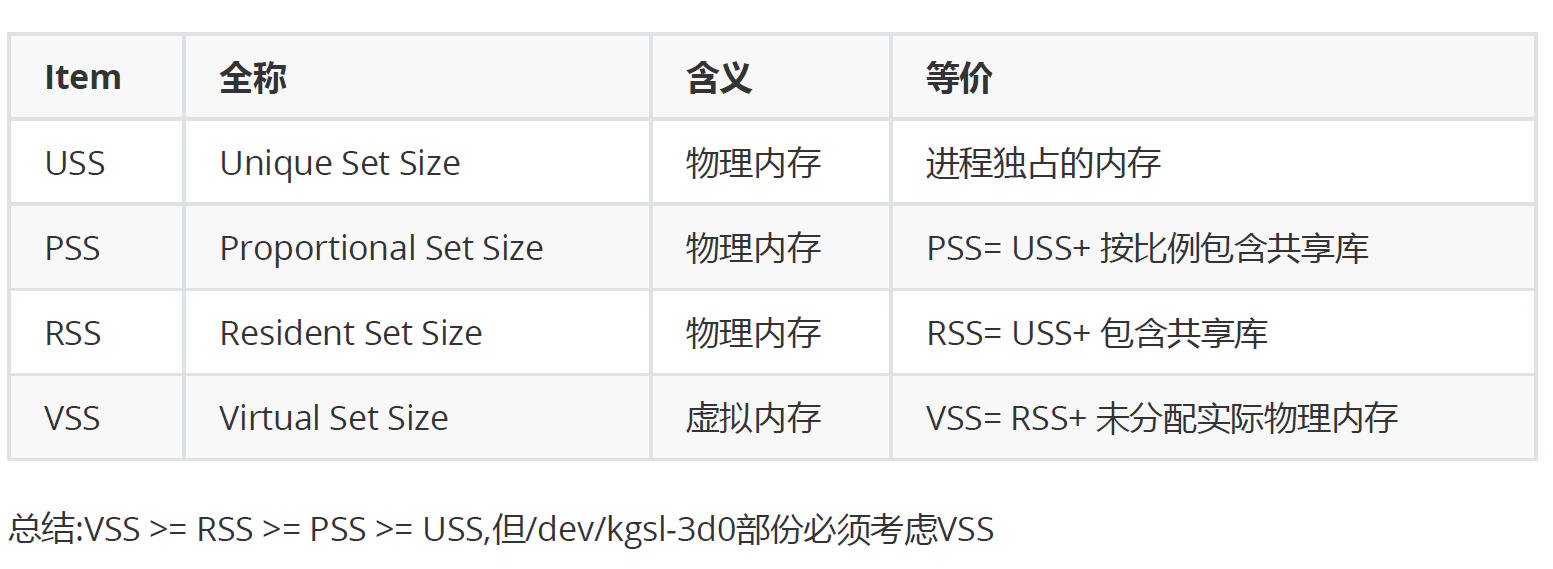 Item 全称 含义 等价
USS Unique Set Size 物理内存 进程独占的内存
PSS Proportional Set Size 物理内存 PSS= USS+ 按比例包含共享库
RSS Resident Set Size 物理内存 RSS= USS+ 包含共享库
VSS Virtual Set Size 虚拟内存 VSS= RSS+ 未分配实际物理内存
总结:VSS >= RSS >= PSS >= USS,但/dev/kgsl-3d0部份必须考虑VSS